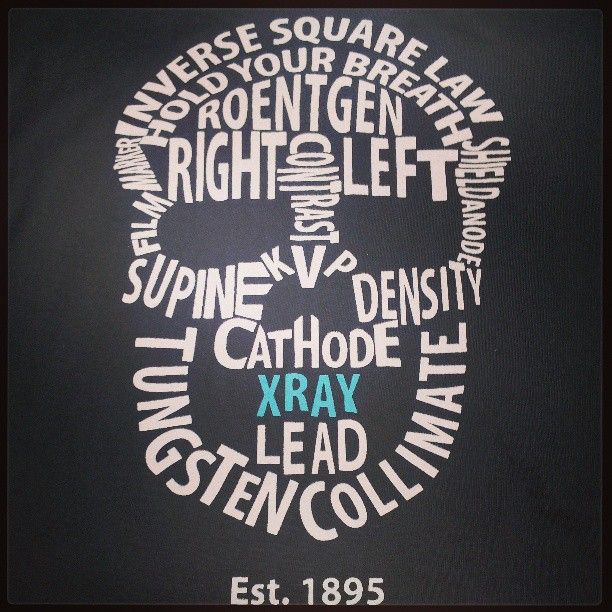 INVERSE SQUARE LAW
HOLD YOUR BREATH
ROENTGEN
RIGHT
CONTRAST
LEFT
MARKER
FILM
SHIELD
ANODE
SUPINE
KVP
DENSITY
CATHODE
XRAY
LEAD
TUNGSTEN
COLLIMATE
Est. 1895